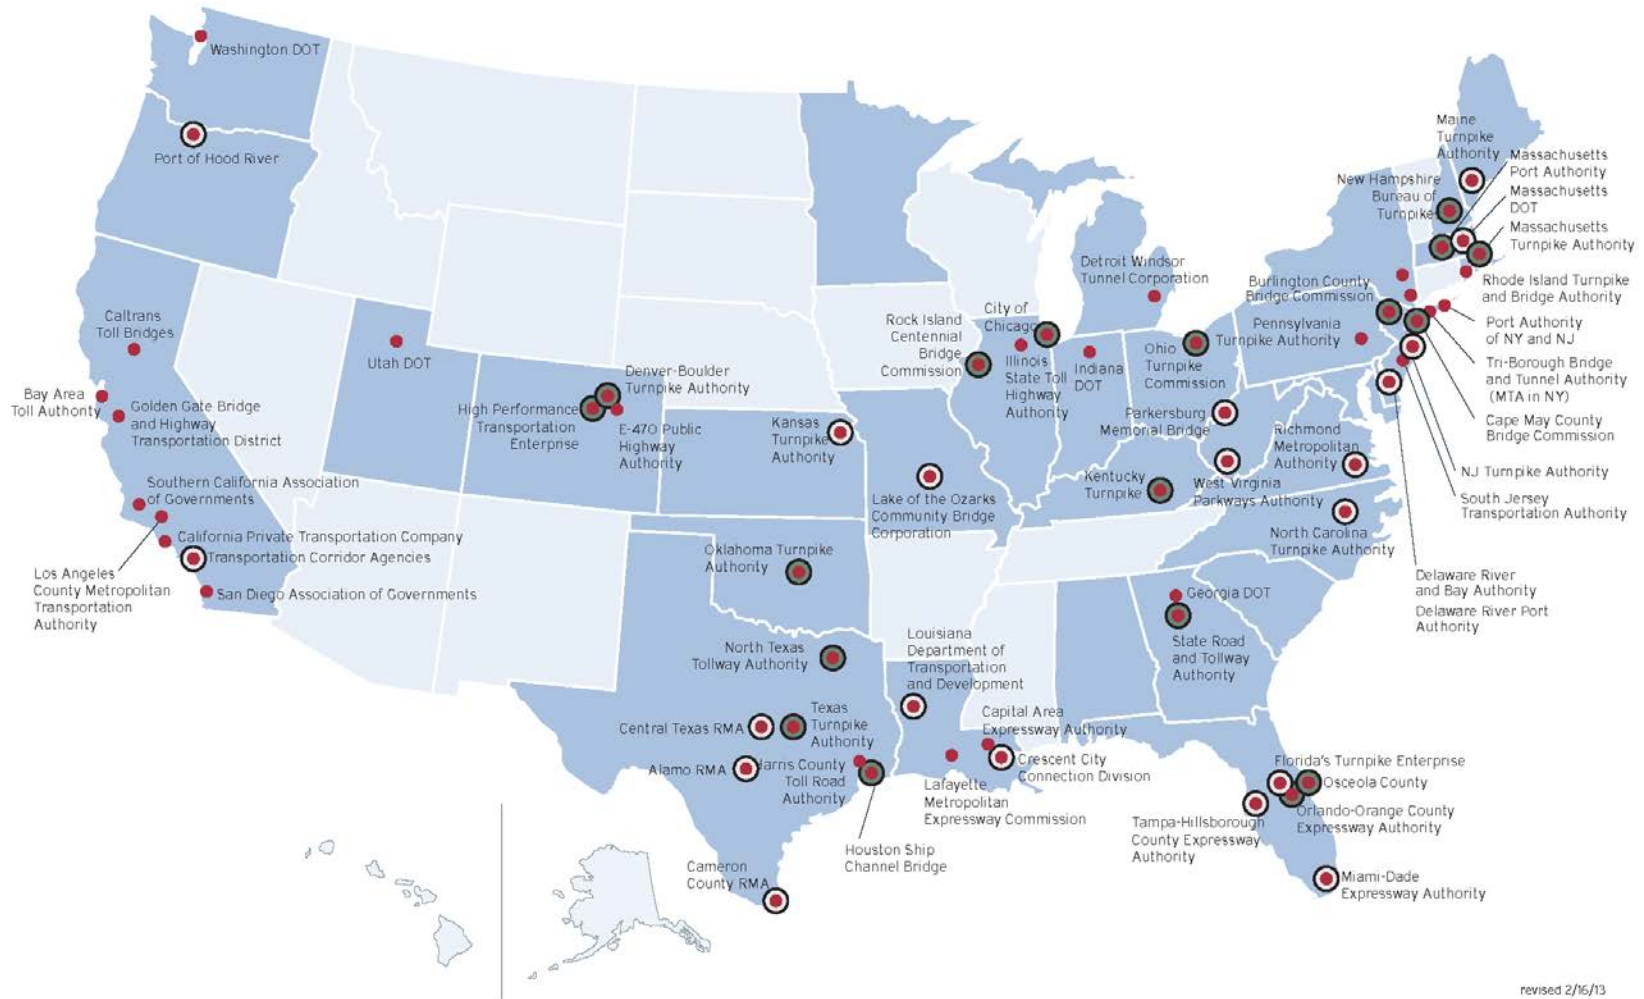 Washington DOT
Port of Hood River
Caltrans
Toll Bridges
Bay Area
Toll Authority
Golden Gate Bridge
and Highway
Transportation District
Southern California Association
of Governments
California Private Transportation Company
Transportation Corridor Agencies
Los Angeles
County Metropolitan
Transportation
Authority
San Diego Association of Governments
Utah DOT
Denver-Boulder
Turnpike Authority
High Performance
Transportation
Enterprise
E-470 Public
Highway
Authority
Kansas
Turnpike
Authority
Lake of the Ozarks
Community Bridge
Corporation
Oklahoma Turnpike
Authority
North Texas
Tollway Authority
Central Texas RMA
Texas
Turnpike
Authority
Alamo RMA
Harris County
Toll Road
Authority
Houston Ship
Channel Bridge
Cameron
County RMA
Louisiana
Department of
Transportation
and Development
Capital Area
Expressway Authority
Crescent City
Connection Division
Lafayette
Metropolitan
Expressway Commission
Rock Island
Centennial
Bridge
Commission
City of
Chicago
Illinois
State Toll
Highway
Authority
Indiana
DOT
Detroit Windsor
Tunnel Corporation
Ohio
Turnpike
Commission
Parkersburg
Memorial Bridge
Kentucky
Turnpike
West Virginia
Parkways Authority
Richmond
Metropolitan
Authority
North Carolina
Turnpike Authority
Georgia DOT
State Road
and Tollway
Authority
Florida's Turnpike Enterprise
Osceola County
Orlando-Orange County
Expressway Authority
Tampa-Hillsborough
County Expressway
Authority
Miami-Dade
Expressway Authority
Pennsylvania
Turnpike Authority
Burlington County
Bridge Commission
New Hampshire
Bureau of
Turnpikes
Maine
Turnpike
Authority
Massachusetts
Port Authority
Massachusetts
DOT
Massachusetts
Turnpike Authority
Rhode Island Turnpike
and Bridge Authority
Port Authority
of NY and NJ
Tri-Borough Bridge
and Tunnel Authority
(MTA in NY)
Cape May County
Bridge Commission
NJ Turnpike Authority
South Jersey
Transportation Authority
Delaware River
and Bay Authority
Delaware River Port
Authority
revised 2/16/13